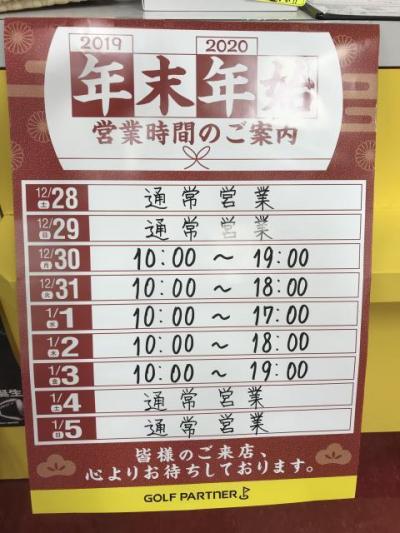 2019 2020
年末年始
営業時間のご案内
12/28 土 通常営業
12/29 日 通常営業
12/30 月 10:00 ～ 19:00
12/31 火 10:00 ～ 18:00
1/1 水 10:00 ～ 17:00
1/2 木 10:00 ～ 18:00
1/3 金 10:00 ～ 19:00
1/4 土 通常営業
1/5 日 通常営業
皆様のご来店、
心よりお待ちしております。
GOLF PARTNER